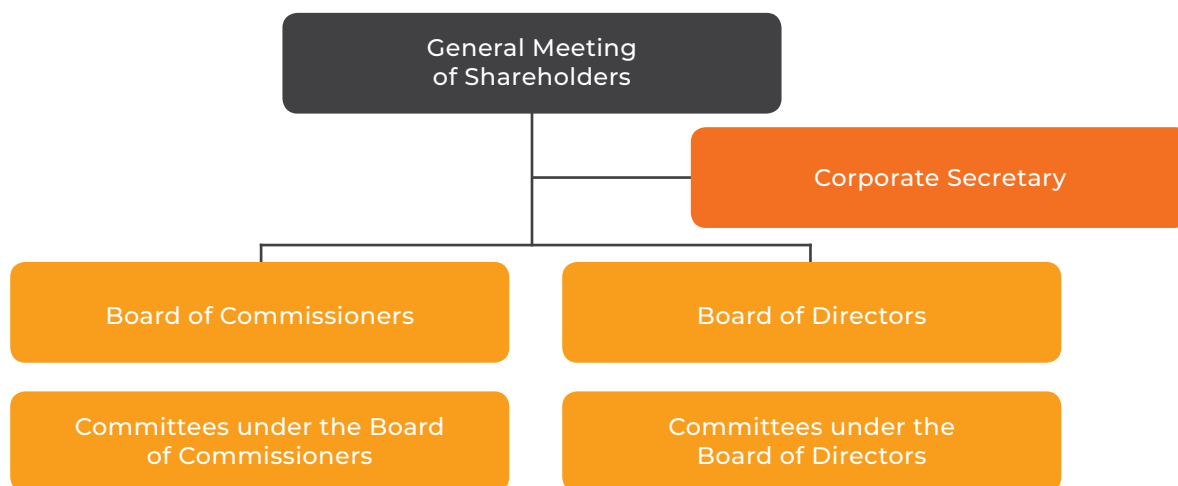 General Meeting
of Shareholders
Corporate Secretary
Board of Commissioners
Board of Directors
Committees under the Board
of Commissioners
Committees under the
Board of Directors